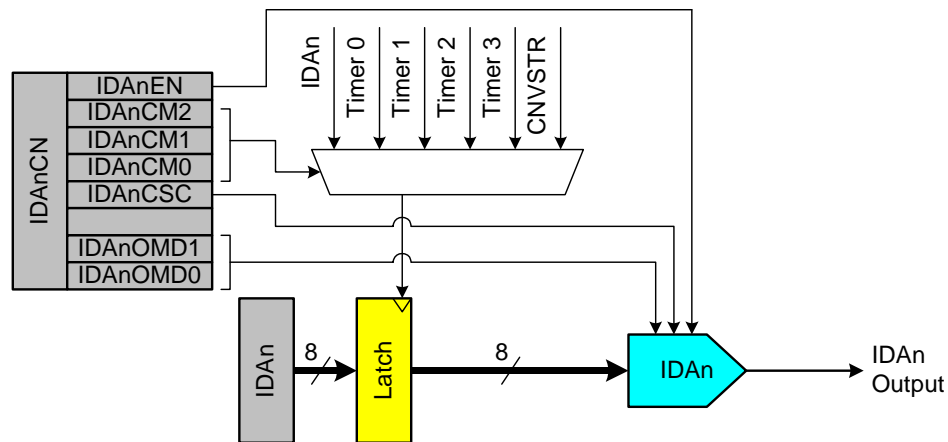 IDAnCN
IDAnEN
IDAnCM2
IDAnCM1
IDAnCM0
IDAnCSC
IDAnOMD1
IDAnOMD0
IDAn
Timer 0
Timer 1
Timer 2
Timer 3
CNVSTR
IDAn
8
Latch
8
IDAn
IDAn
Output